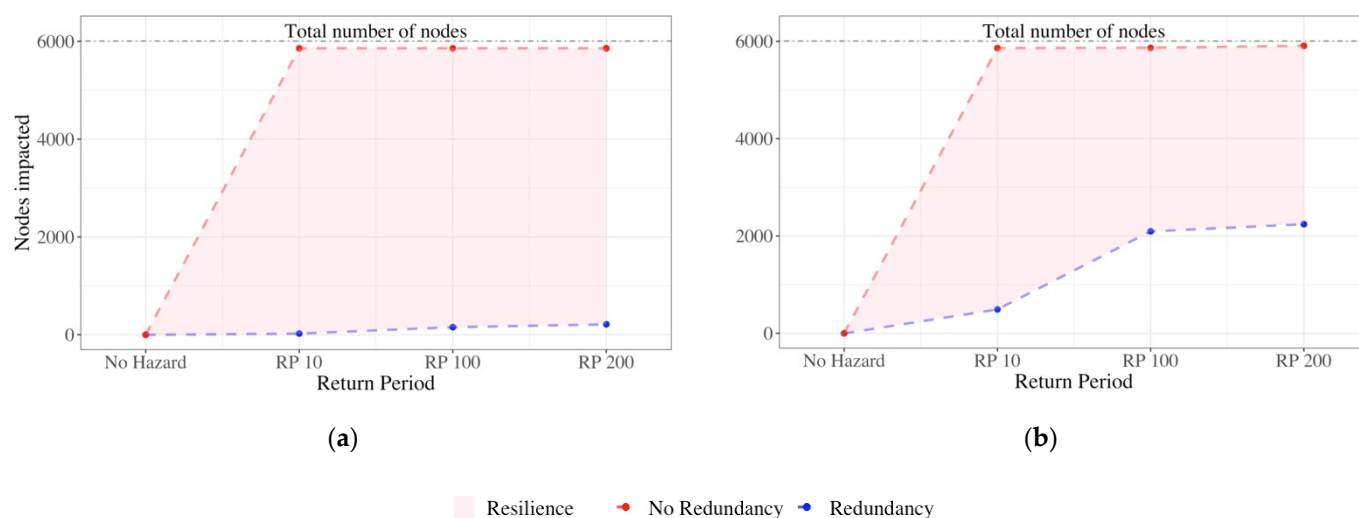 Total number of nodes
6000
4000
2000
0
Nodes impacted
No Hazard RP 10 RP 100 RP 200
Return Period
(a)
Total number of nodes
6000
4000
2000
0
No Hazard RP 10 RP 100 RP 200
Return Period
(b)
Resilience No Redundancy Redundancy